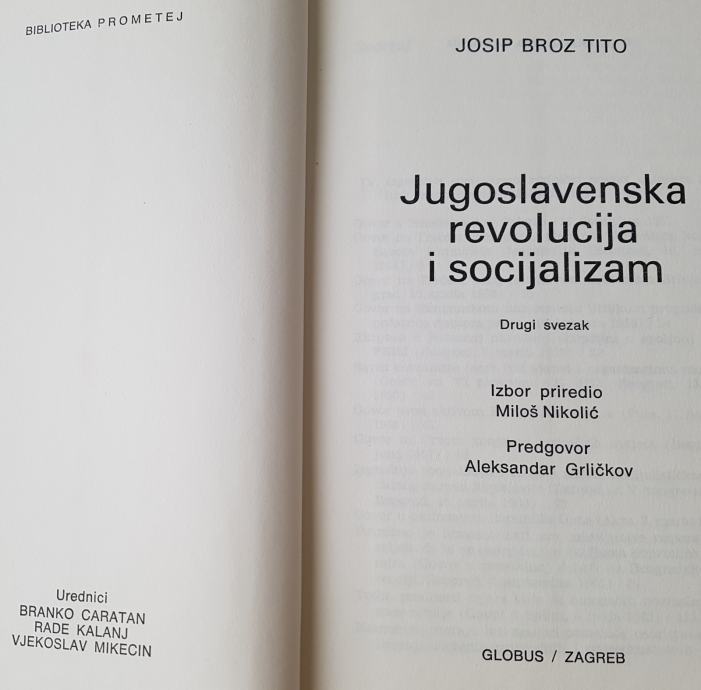 BIBLIOTEKA PROMETEJ
Urednici
BRANKO CARATAN
RADE KALANJ
VJEKOSLAV MIKECIN
JOSIP BROZ TITO
Jugoslavenska
revolucija
i socijalizam
Drugi svezak
Izbor priredio
Miloš Nikolić
Predgovor
Aleksandar Grličkov
GLOBUS / ZAGREB